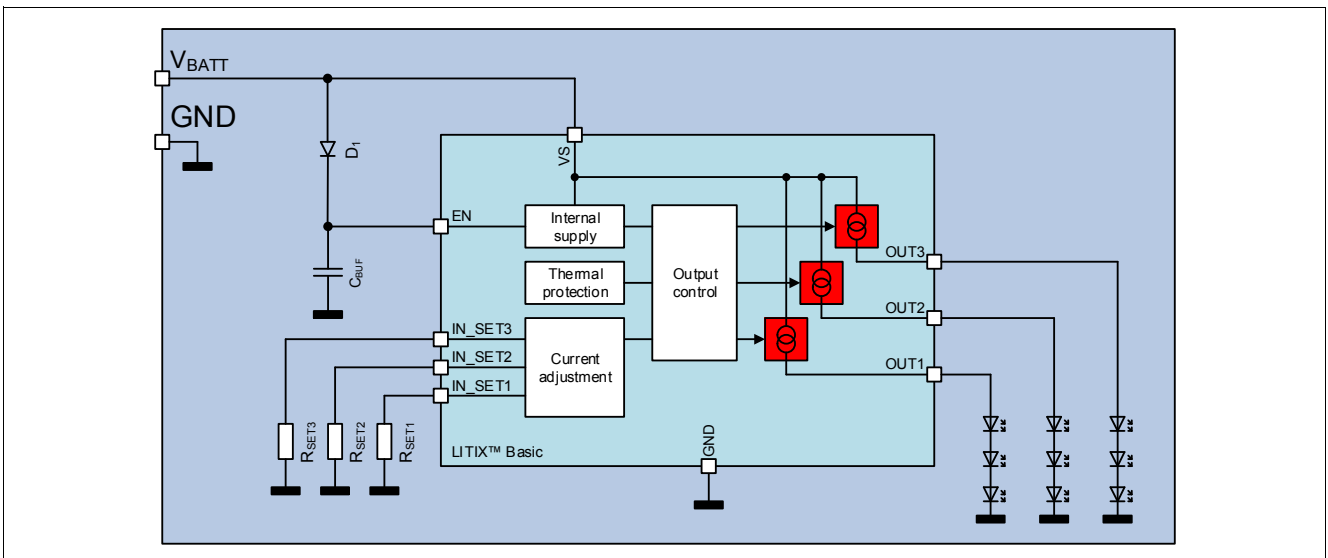 VBATT
GND
D1
VS
EN
Internal
supply
CBUF
Thermal
protection
Output
control
OUT3
OUT2
OUT1
IN_SET3
IN_SET2
IN_SET1
Current
adjustment
RSET3
RSET2
RSET1
LITIX™ Basic
GND